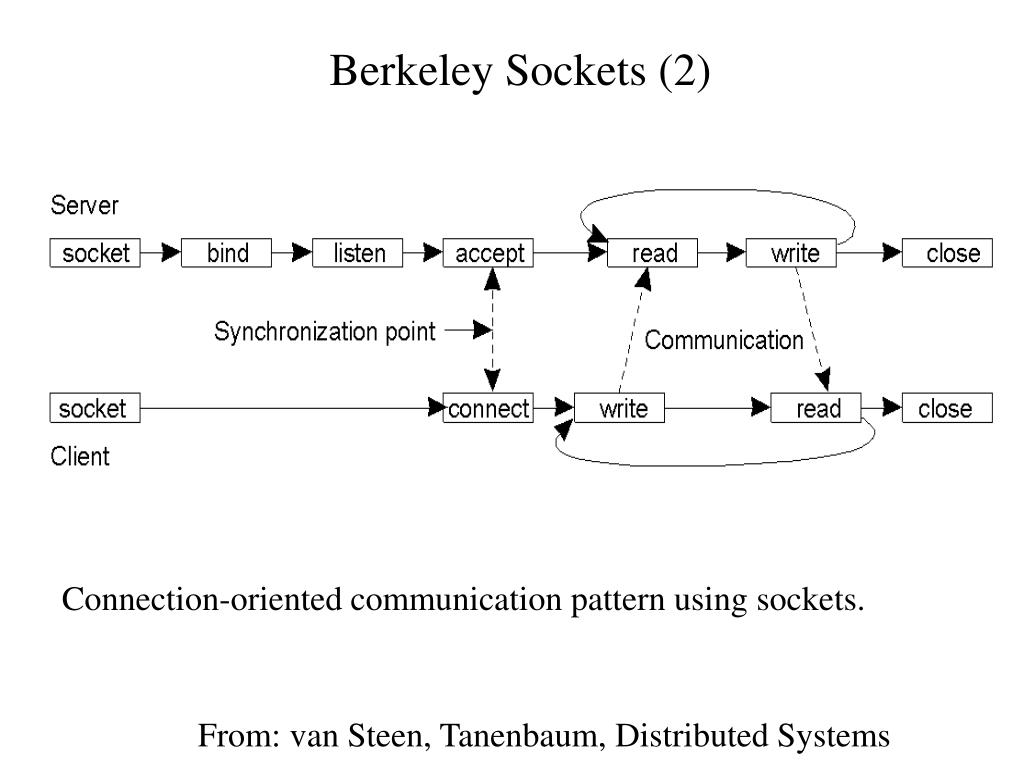 Berkeley Sockets (2)
Server
socket bind listen accept read write close
Synchronization point
Communication
socket connect write read close
Client
Connection-oriented communication pattern using sockets.
From: van Steen, Tanenbaum, Distributed Systems